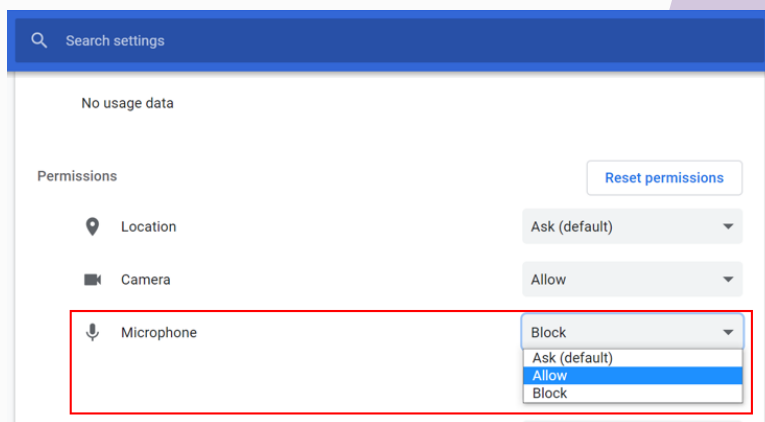 Search settings
No usage data
Permissions
Reset permissions
Location
Ask (default)
Camera
Allow
Microphone
Block
Ask (default)
Allow
Block